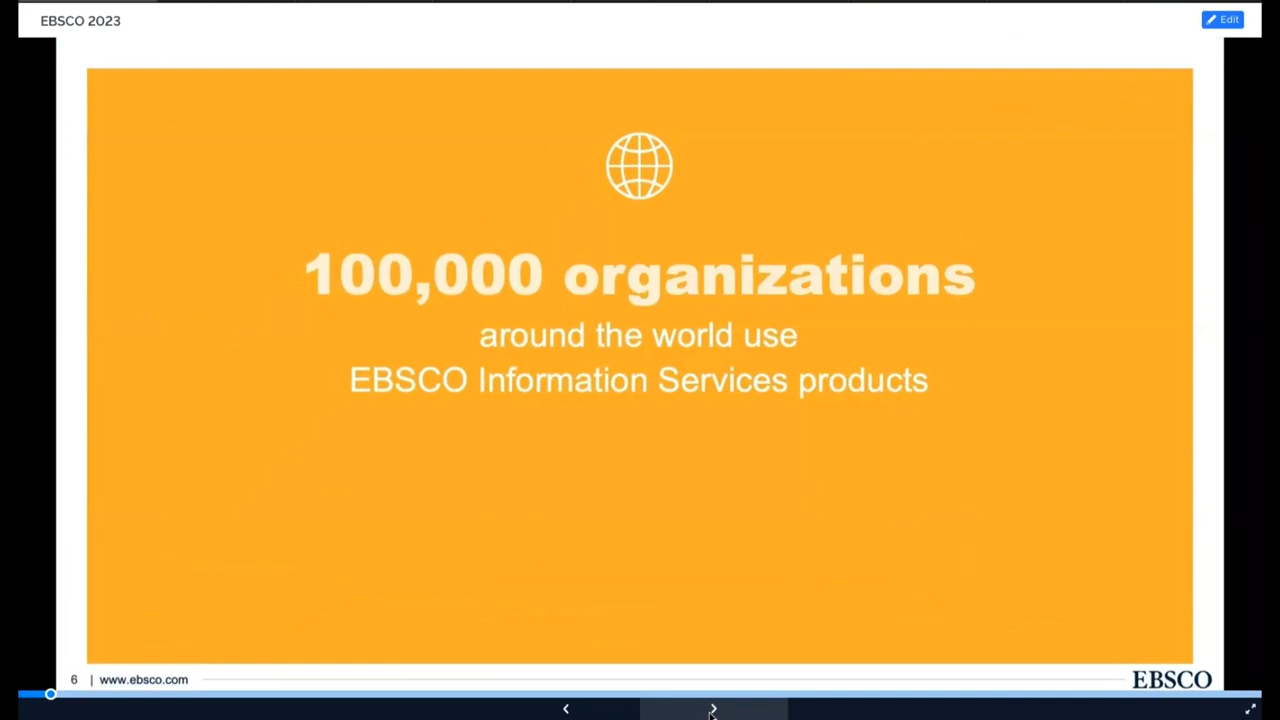 EBSCO 2023
Edit
100,000 organizations
around the world use
EBSCO Information Services products
6 | www.ebsco.com
EBSCO